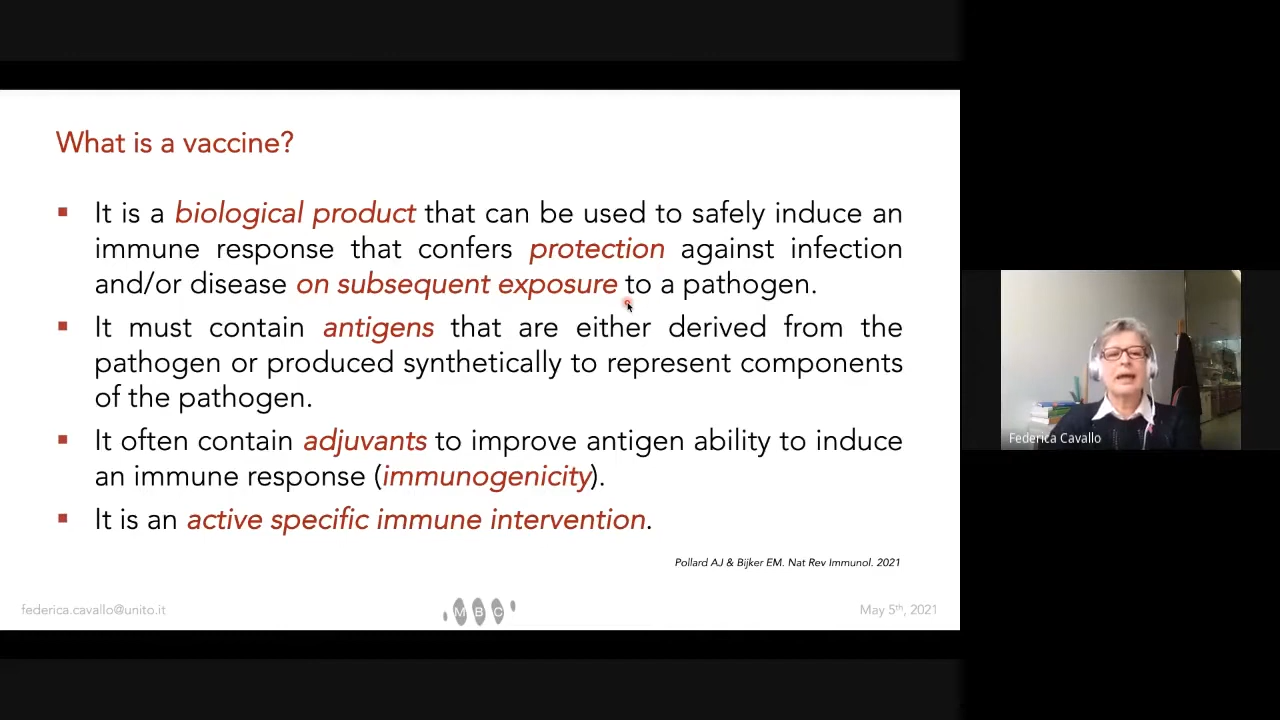 What is a vaccine?
▪ It is a biological product that can be used to safely induce an
immune response that confers protection against infection
and/or disease on subsequent exposure to a pathogen.
▪ It must contain antigens that are either derived from the
pathogen or produced synthetically to represent components
of the pathogen.
▪ It often contain adjuvants to improve antigen ability to induce
an immune response (immunogenicity).
▪ It is an active specific immune intervention.
Pollard AJ & Bijker EM. Nat Rev Immunol. 2021
federica.cavallo@unito.it
MBC
May 5th, 2021
Federica Cavallo